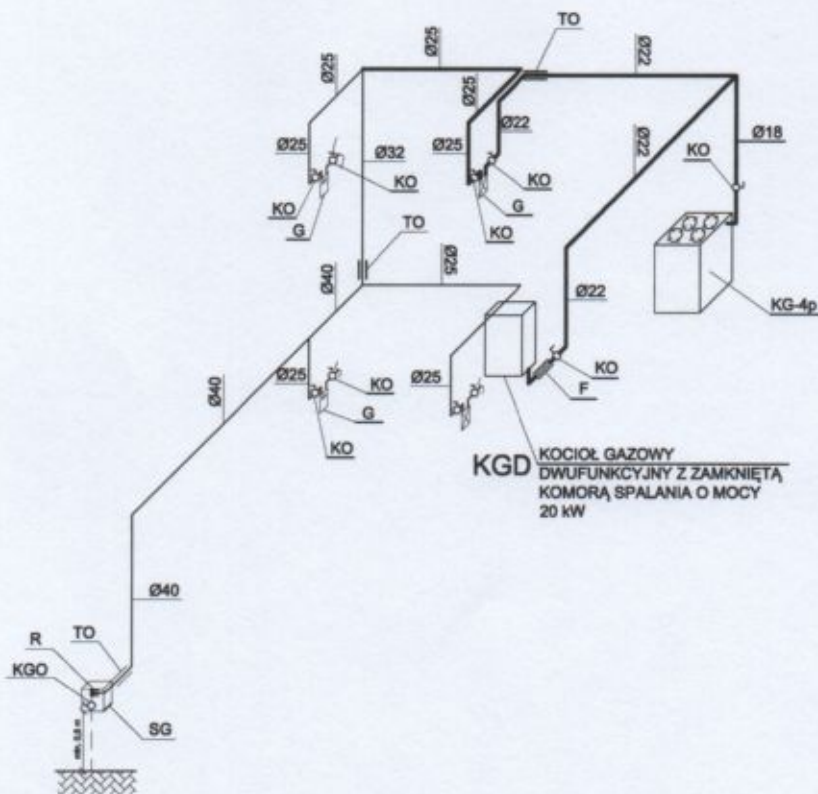 TO
Ø25
Ø22
Ø25
Ø25
Ø22
Ø18
Ø25
Ø32
Ø25
Ø22
KO
KO
KO
KO
G
G
KO
TO
Ø40
Ø25
Ø22
KG-4p
Ø40
Ø25
KO
Ø25
KO
F
G
KO
KGD
KOCIOŁ GAZOWY
DWUFUNKCYJNY Z ZAMKNIĘTĄ
KOMORĄ SPALANIA O MOCY
20 kW
Ø40
TO
R
KGO
SG